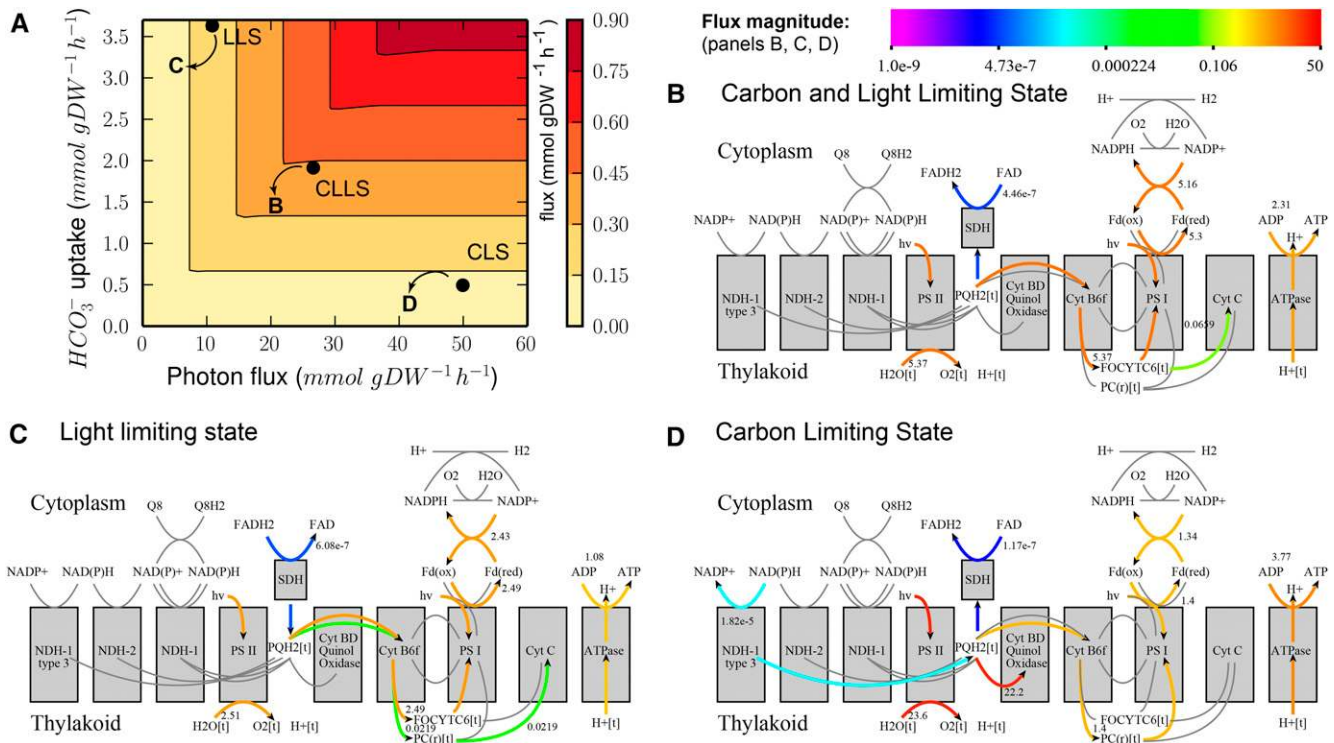 A
HCO3− uptake (mmol gDW−1 h−1)
3.5
3.0
2.5
2.0
1.5
1.0
0.5
0.0
0 10 20 30 40 50 60
Photon flux (mmol gDW−1 h−1)
LLS
C
CLLS
B
CLS
D
flux (mmol gDW−1 h−1)
0.90
0.75
0.60
0.45
0.30
0.15
0.00
Flux magnitude:
(panels B, C, D)
1.0e-9 4.73e-7 0.000224 0.106 50
B Carbon and Light Limiting State
H+ H2
O2 H2O
NADPH NADP+
Cytoplasm
Q8 Q8H2
FADH2 FAD
4.46e-7
5.16
2.31
NADP+ NAD(P)H NAD(P)+ NAD(P)H
SDH
Fd(ox) Fd(red)
ADP ATP
H+
hv hv 5.3
NDH-1
type 3
NDH-2
NDH-1
PS II
PQH2[t]
Cyt BD
Quinol
Oxidase
Cyt B6f
PS I
Cyt C
ATPase
0.0659
Thylakoid
5.37
H2O[t] O2[t] H+[t]
5.37
FOCYTC6[t]
PC(r)[t]
H+[t]
C Light limiting state
H+ H2
O2 H2O
NADPH NADP+
Cytoplasm
Q8 Q8H2
FADH2 FAD
6.08e-7
2.43
1.08
NADP+ NAD(P)H NAD(P)+ NAD(P)H
SDH
Fd(ox) Fd(red)
ADP ATP
H+
hv hv 2.49
NDH-1
type 3
NDH-2
NDH-1
PS II
PQH2[t]
Cyt BD
Quinol
Oxidase
Cyt B6f
PS I
Cyt C
ATPase
Thylakoid
2.51
H2O[t] O2[t] H+[t]
2.49
FOCYTC6[t]
0.0219
PC(r)[t]
0.0219
H+[t]
D Carbon Limiting State
H+ H2
O2 H2O
NADPH NADP+
Cytoplasm
Q8 Q8H2
FADH2 FAD
1.17e-7
1.34
3.77
NADP+ NAD(P)H NAD(P)+ NAD(P)H
SDH
Fd(ox) Fd(red)
ADP ATP
H+
1.82e-5
hv hv 1.4
NDH-1
type 3
NDH-2
NDH-1
PS II
PQH2[t]
Cyt BD
Quinol
Oxidase
22.2
Cyt B6f
PS I
Cyt C
ATPase
Thylakoid
23.6
H2O[t] O2[t] H+[t]
FOCYTC6[t]
1.4
PC(r)[t]
H+[t]